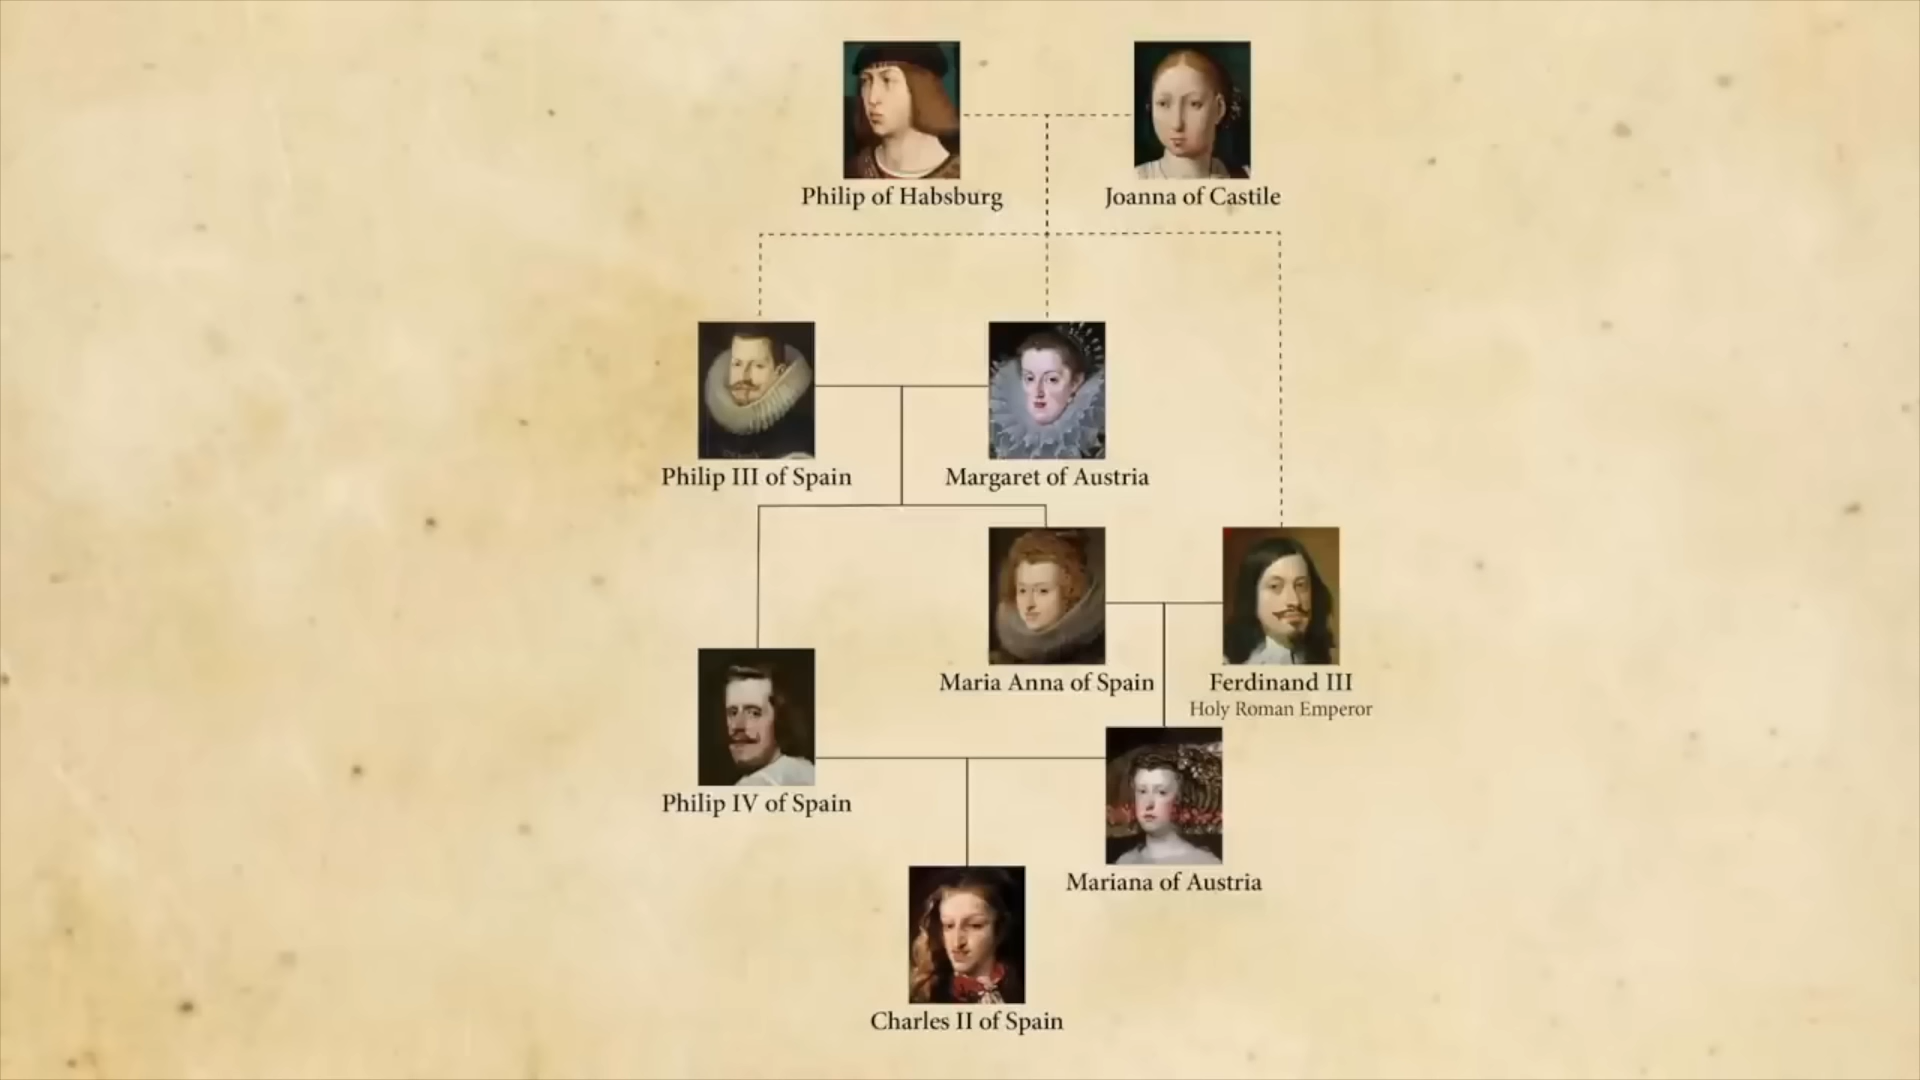 Philip of Habsburg
Joanna of Castile
Philip III of Spain
Margaret of Austria
Maria Anna of Spain
Ferdinand III
Holy Roman Emperor
Philip IV of Spain
Mariana of Austria
Charles II of Spain